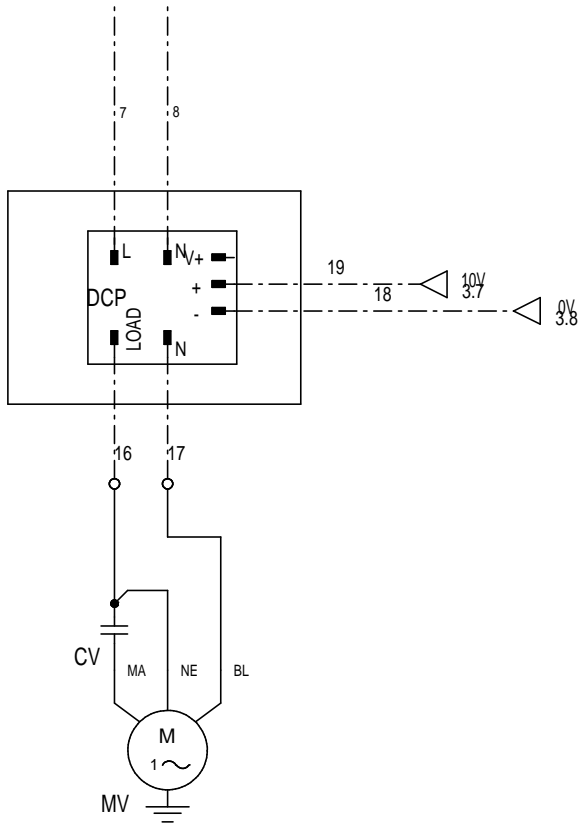 7 8
L N V+
19 10V
3.7
+
18 0V
3.8
DCP -
LOAD
N
16 17
CV MA NE BL
M
1
MV